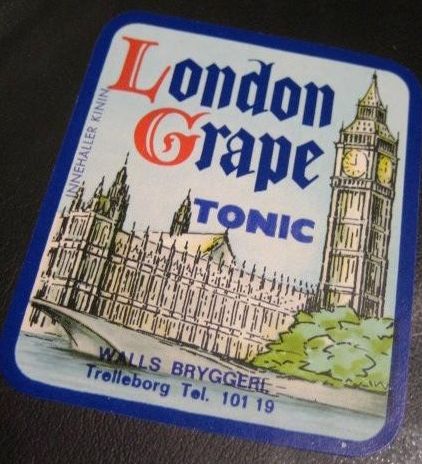 London
Grape
TONIC
INNEHÅLLER KININ
WALLS BRYGGERI
Trelleborg Tel. 101 19